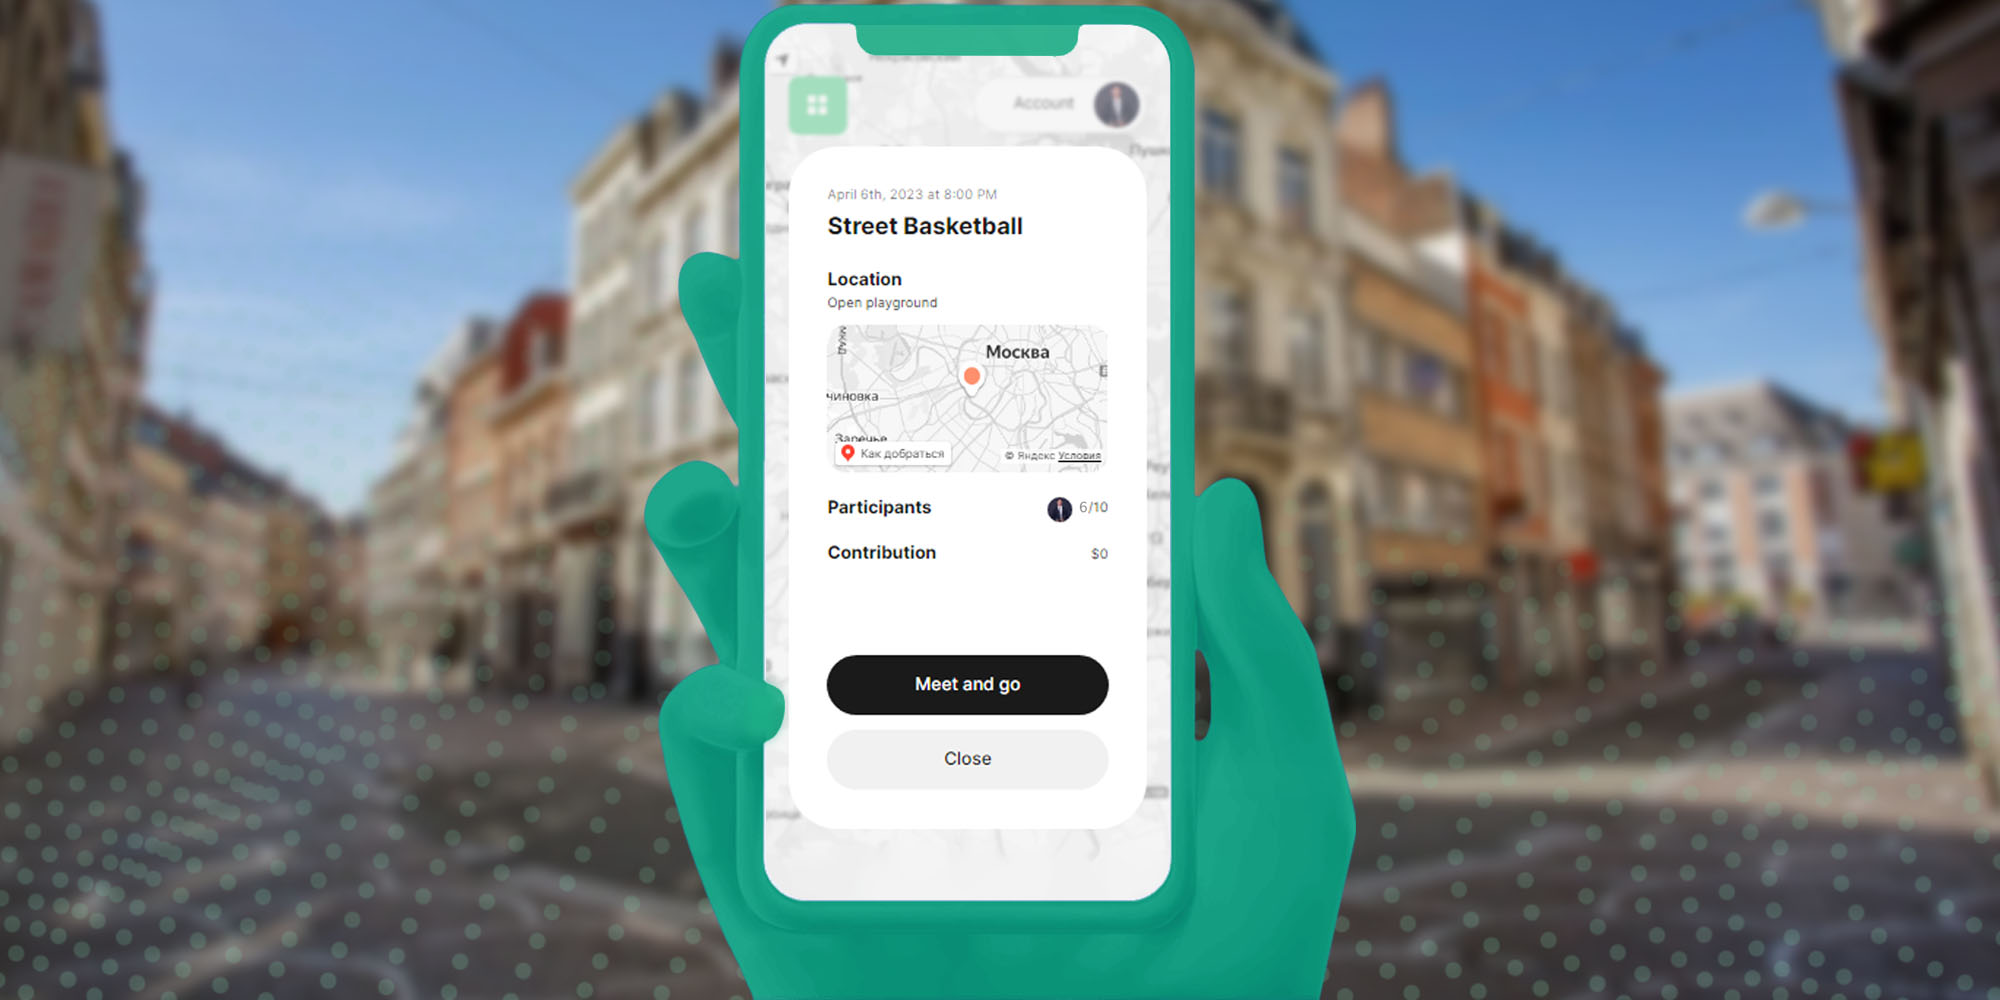 Account
April 6th, 2023 at 8:00 PM
Street Basketball
Location
Open playground
МКАД
Москва
чиновка
Заречье
Как добраться
© Яндекс Условия
Participants
6/10
Contribution
$0
Meet and go
Close